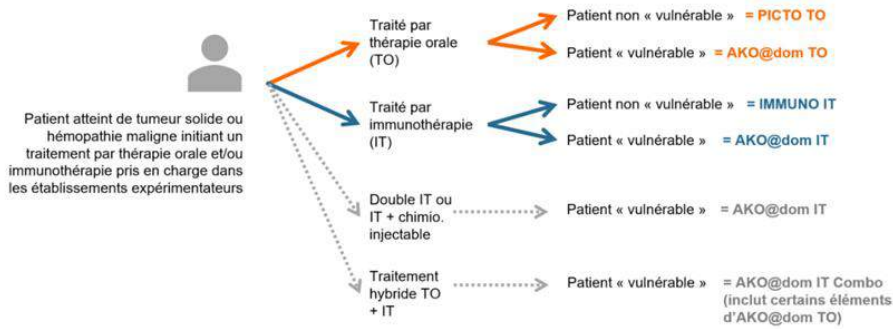 Patient atteint de tumeur solide ou
hémopathie maligne initiant un
traitement par thérapie orale et/ou
immunothérapie pris en charge dans
les établissements expérimentateurs
Traité par
thérapie orale
(TO)
Patient non « vulnérable » = PICTO TO
Patient « vulnérable » = AKO@dom TO
Traité par
immunothérapie
(IT)
Patient non « vulnérable » = IMMUNO IT
Patient « vulnérable » = AKO@dom IT
Double IT ou
IT + chimio.
injectable
Patient « vulnérable » = AKO@dom IT
Traitement
hybride TO
+ IT
Patient « vulnérable » = AKO@dom IT Combo
(inclut certains éléments
d'AKO@dom TO)